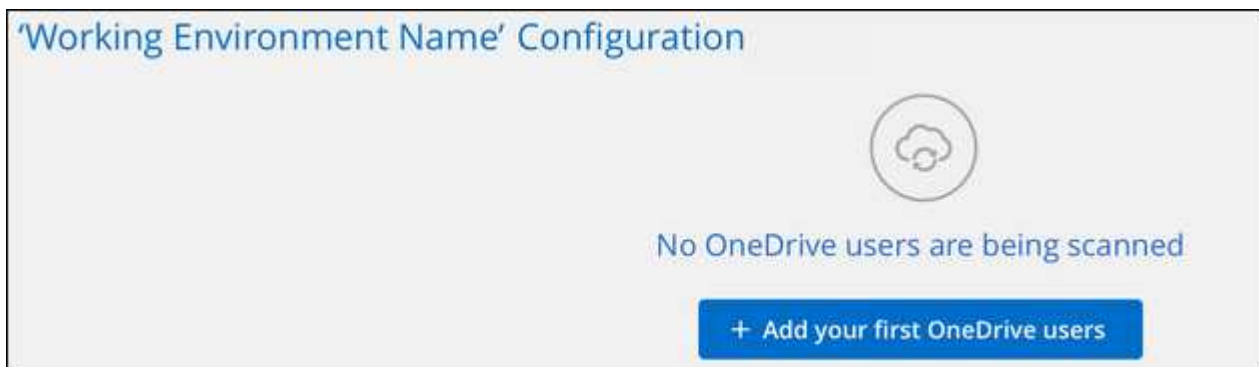 ‘Working Environment Name’ Configuration
No OneDrive users are being scanned
+ Add your first OneDrive users